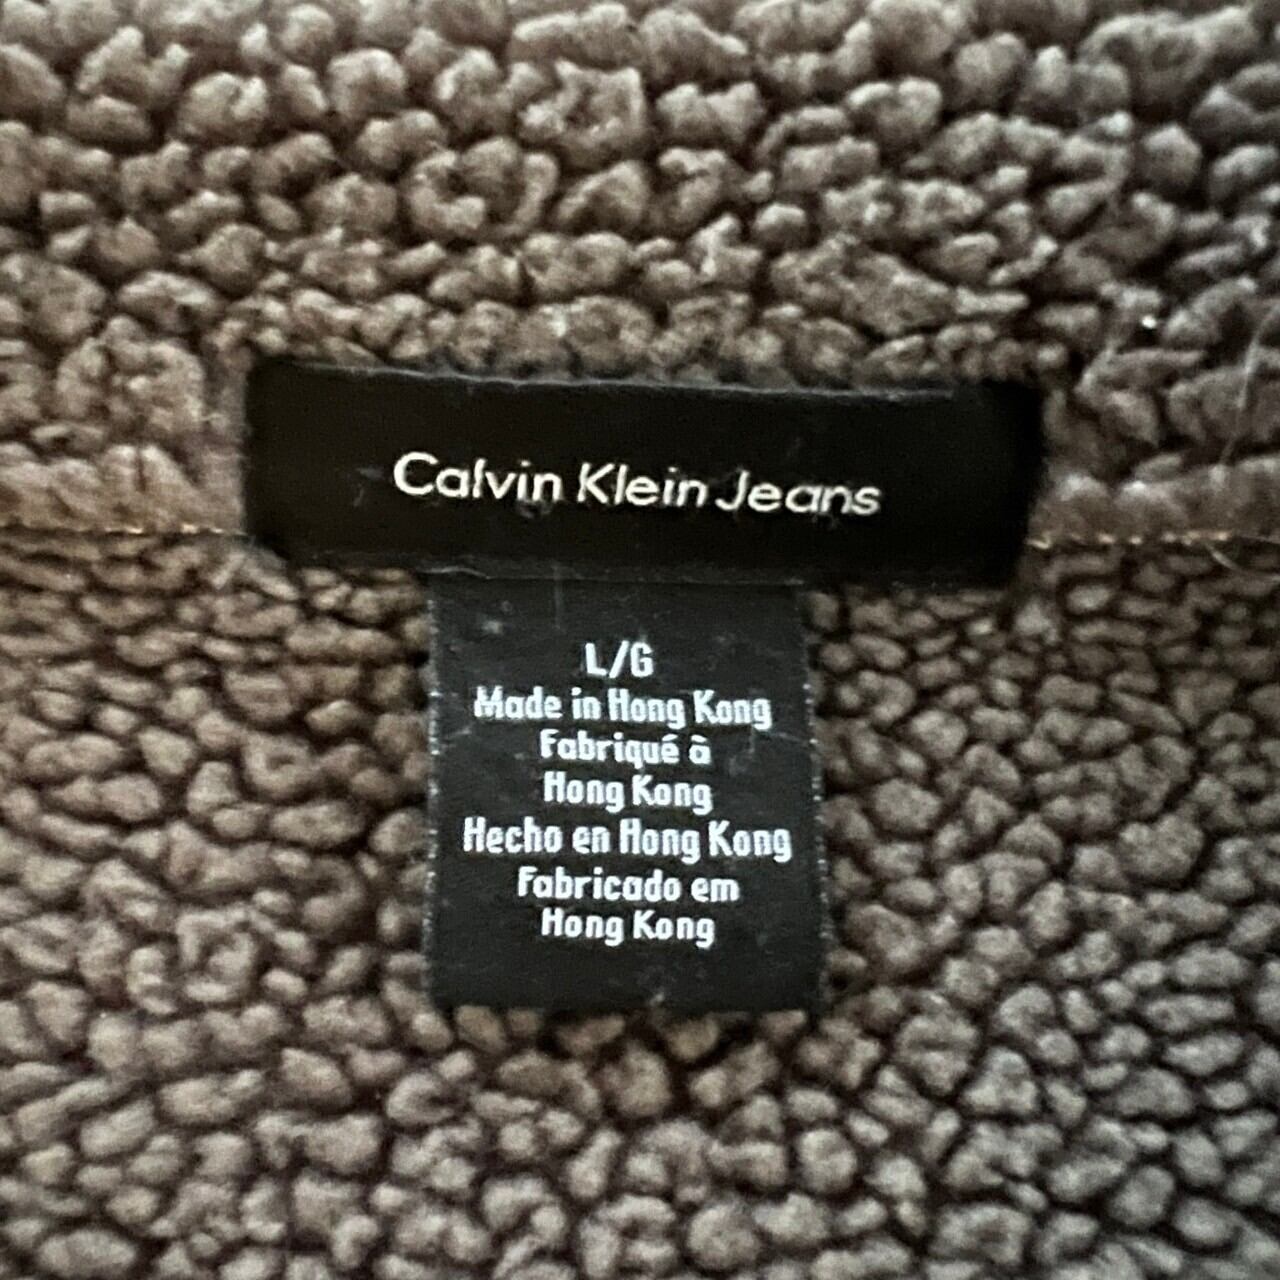 Calvin Klein Jeans
L/G
Made in Hong Kong
Fabriqué à
Hong Kong
Hecho en Hong Kong
Fabricado em
Hong Kong